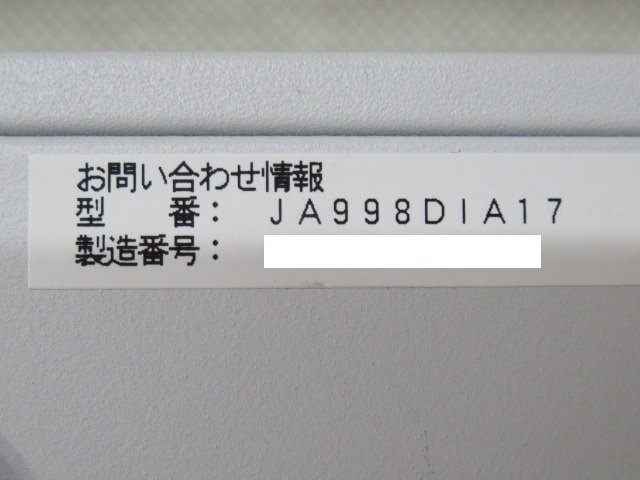 お問い合わせ情報
型　番： ＪＡ９９８ＤＩＡ１７
製造番号：